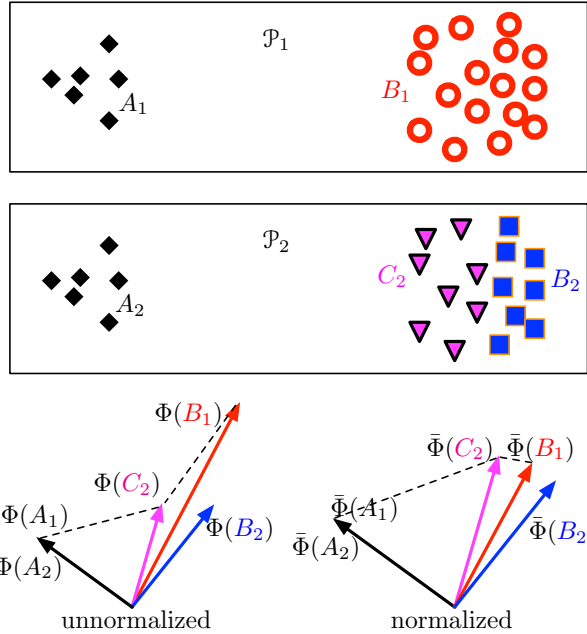 𝒫₁
A₁
B₁
𝒫₂
C₂
A₂
B₂
Φ(B₁)
Φ̄(C₂) Φ̄(B₁)
Φ(C₂)
Φ(A₁) Φ(B₂) Φ̄(A₁) Φ̄(B₂
Φ(A₂) Φ̄(A₂)
unnormalized normalized